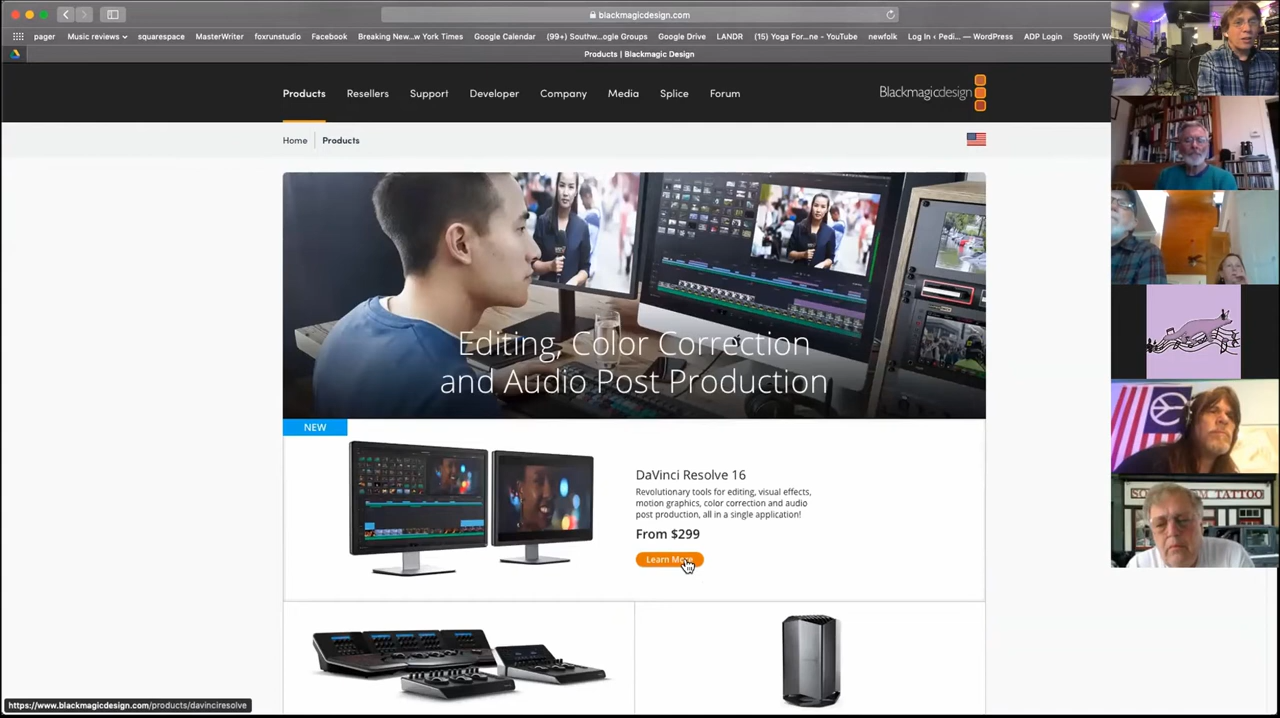 blackmagicdesign.com
pager Music reviews squarespace MasterWriter foxrunstudio Facebook Breaking New...w York Times Google Calendar (99+) Southw...ogle Groups Google Drive LANDR (15) Yoga For...ne - YouTube newfolk Log In ‹ Pedi... — WordPress ADP Login Spotify We
Products | Blackmagic Design
Products Resellers Support Developer Company Media Splice Forum
Blackmagicdesign
Home Products
Editing, Color Correction
and Audio Post Production
NEW
DaVinci Resolve 16
Revolutionary tools for editing, visual effects,
motion graphics, color correction and audio
post production, all in a single application!
From $299
Learn More
TATTOO
https://www.blackmagicdesign.com/products/davinciresolve